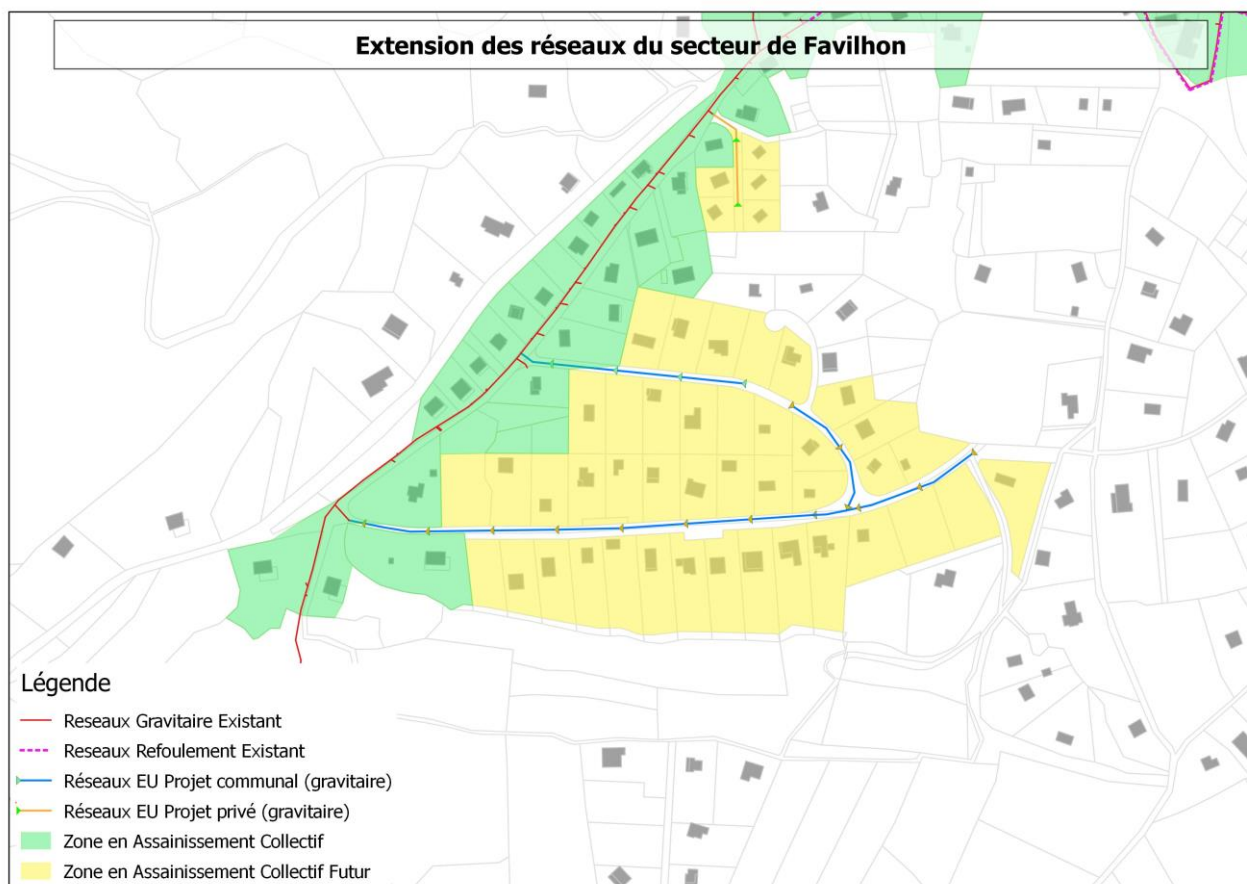 Extension des réseaux du secteur de Favilhon
Légende
Reseaux Gravitaire Existant
Reseaux Refoulement Existant
Réseaux EU Projet communal (gravitaire)
Réseaux EU Projet privé (gravitaire)
Zone en Assainissement Collectif
Zone en Assainissement Collectif Futur